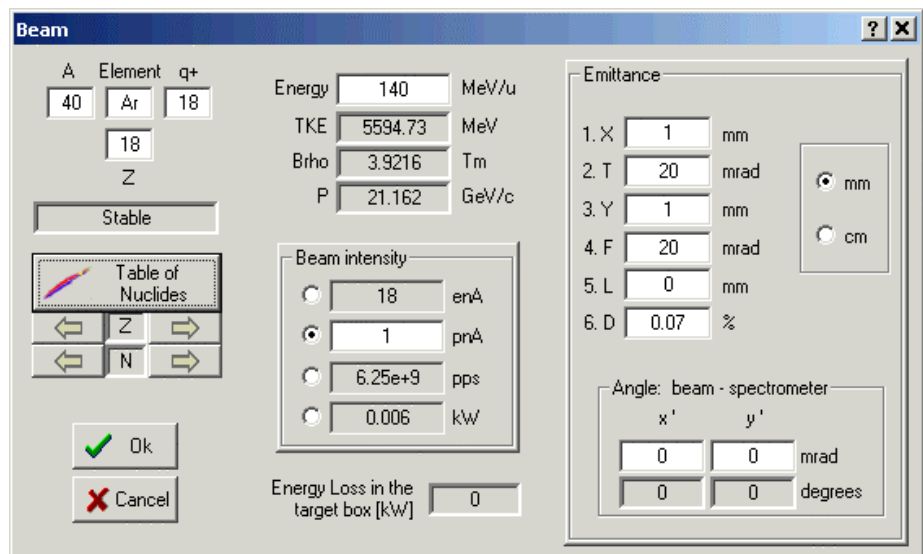 Beam
A Element q+
40 Ar 18
18
Z
Stable
Table of
Nuclides
Z
N
Ok
Cancel
Energy 140 MeV/u
TKE 5594.73 MeV
Brho 3.9216 Tm
P 21.162 GeV/c
Beam intensity
18 enA
1 pnA
6.25e+9 pps
0.006 kW
Energy Loss in the
target box [kW] 0
Emittance
1. X 1 mm
2. T 20 mrad
3. Y 1 mm
4. F 20 mrad
5. L 0 mm
6. D 0.07 %
mm
cm
Angle: beam - spectrometer
x ' y '
0 0 mrad
0 0 degrees